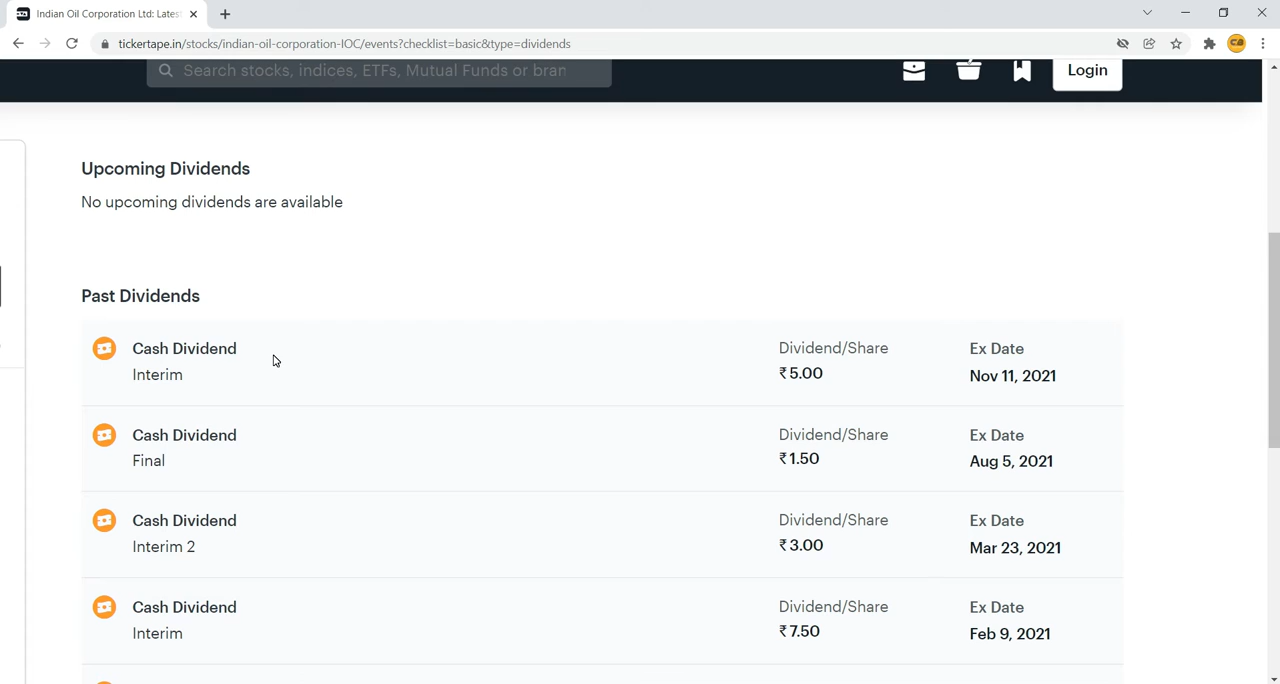 Indian Oil Corporation Ltd: Lates
tickertape.in/stocks/indian-oil-corporation-IOC/events?checklist=basic&type=dividends
Search stocks, indices, ETFs, Mutual Funds or bran
Login
Upcoming Dividends
No upcoming dividends are available
Past Dividends
Cash Dividend Dividend/Share Ex Date
Interim ₹5.00 Nov 11, 2021
Cash Dividend Dividend/Share Ex Date
Final ₹1.50 Aug 5, 2021
Cash Dividend Dividend/Share Ex Date
Interim 2 ₹3.00 Mar 23, 2021
Cash Dividend Dividend/Share Ex Date
Interim ₹7.50 Feb 9, 2021